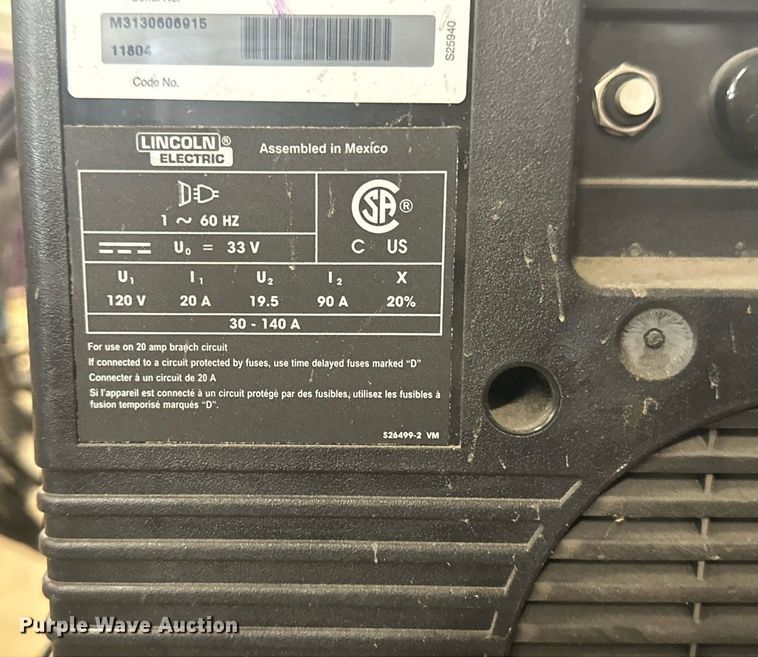 M3130606915
11804
S25940
Code No.
LINCOLN ®
ELECTRIC
Assembled in Mexico
1 ~ 60 HZ
U0 = 33 V
CSA ®
C US
U1 I1 U2 I2 X
120 V 20 A 19.5 90 A 20%
30 - 140 A
For use on 20 amp branch circuit
If connected to a circuit protected by fuses, use time delayed fuses marked "D"
Connecter à un circuit de 20 A
Si l'appareil est connecté à un circuit protégé par des fusibles, utilisez les fusibles à
fusion temporisé marqués "D".
S26499-2 VM
Purple Wave Auction